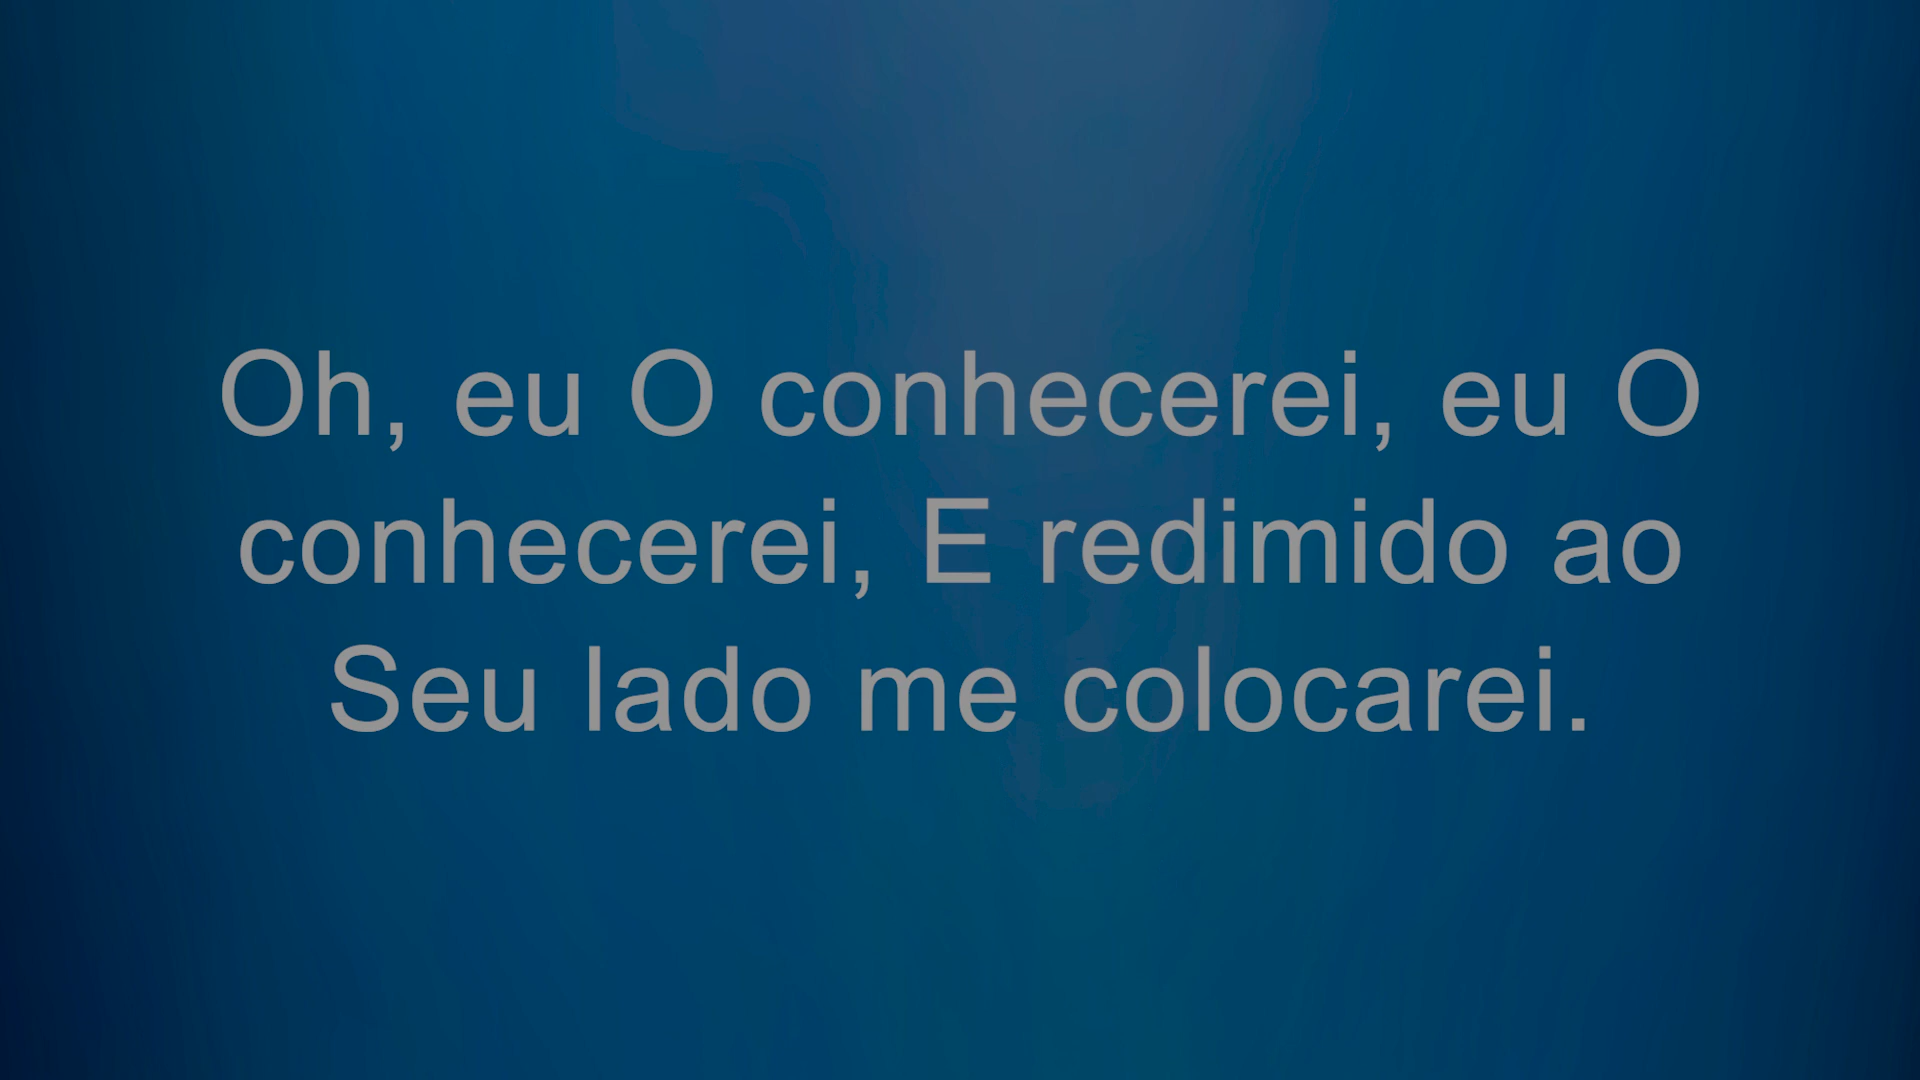 Oh, eu O conhecerei, eu O
conhecerei, E redimido ao
Seu lado me colocarei.